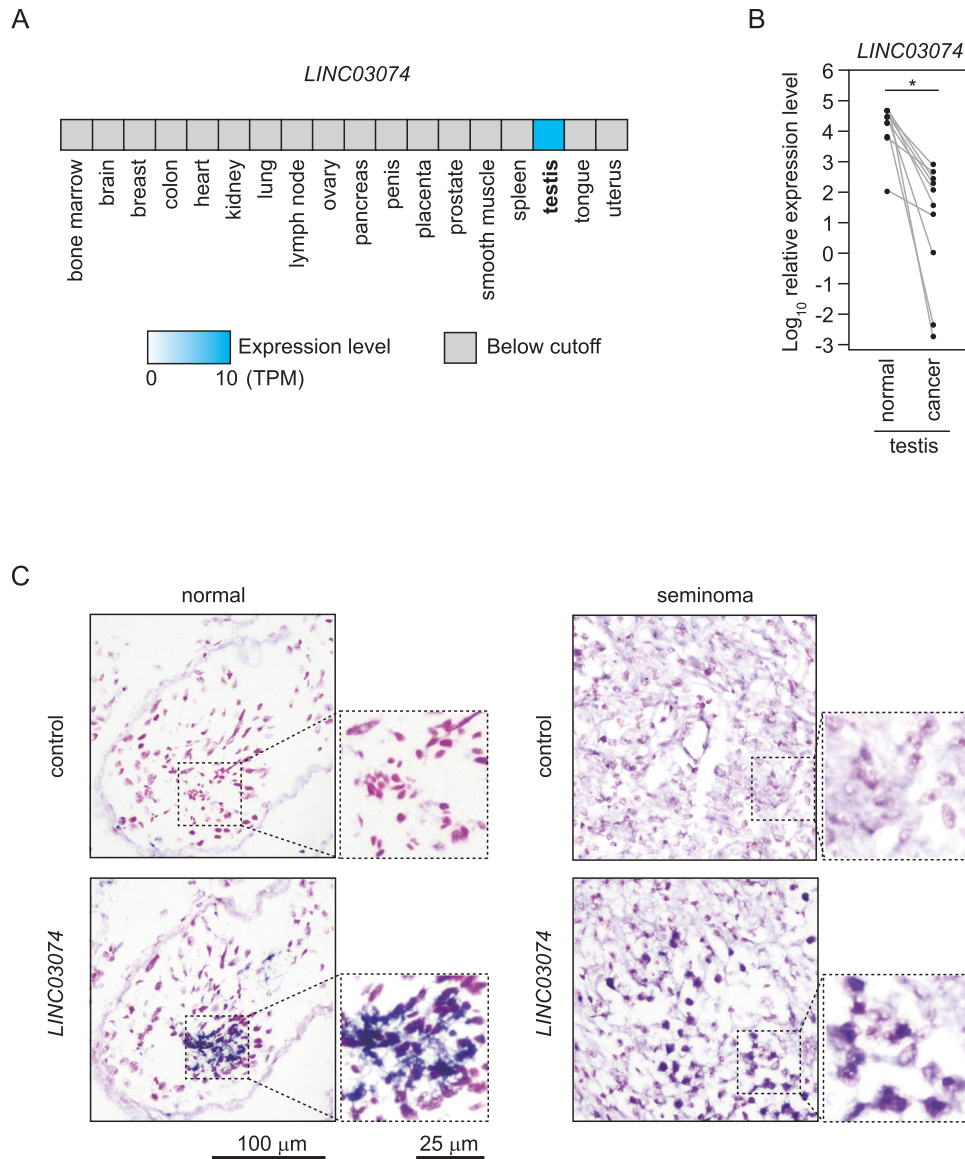 A
LINC03074
bone marrow
brain
breast
colon
heart
kidney
lung
lymph node
ovary
pancreas
penis
placenta
prostate
smooth muscle
spleen
testis
tongue
uterus
Expression level
0 10 (TPM)
Below cutoff
B
LINC03074
*
Log10 relative expression level
6
5
4
3
2
1
0
-1
-2
-3
normal
cancer
testis
C
normal
seminoma
control
control
LINC03074
LINC03074
100 μm
25 μm